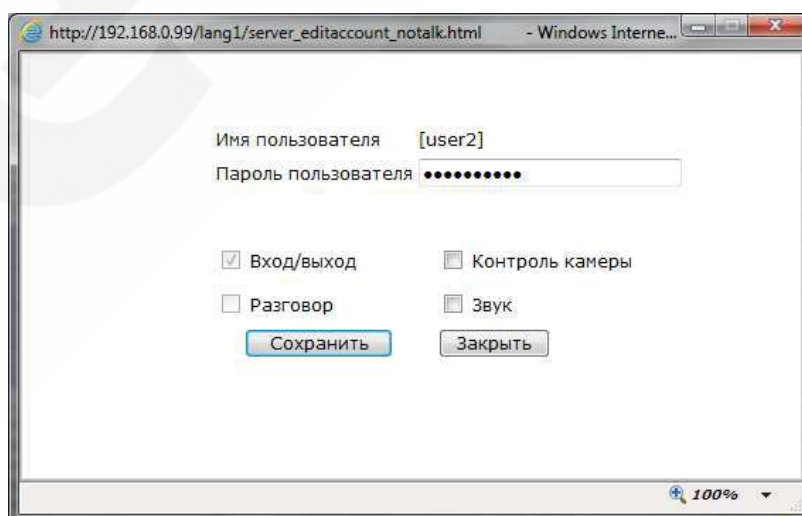 http://192.168.0.99/lang1/server_editaccount_notalk.html - Windows Interne...
Имя пользователя [user2]
Пароль пользователя ••••••••••
Вход/выход Контроль камеры
Разговор Звук
Сохранить Закрыть
100%